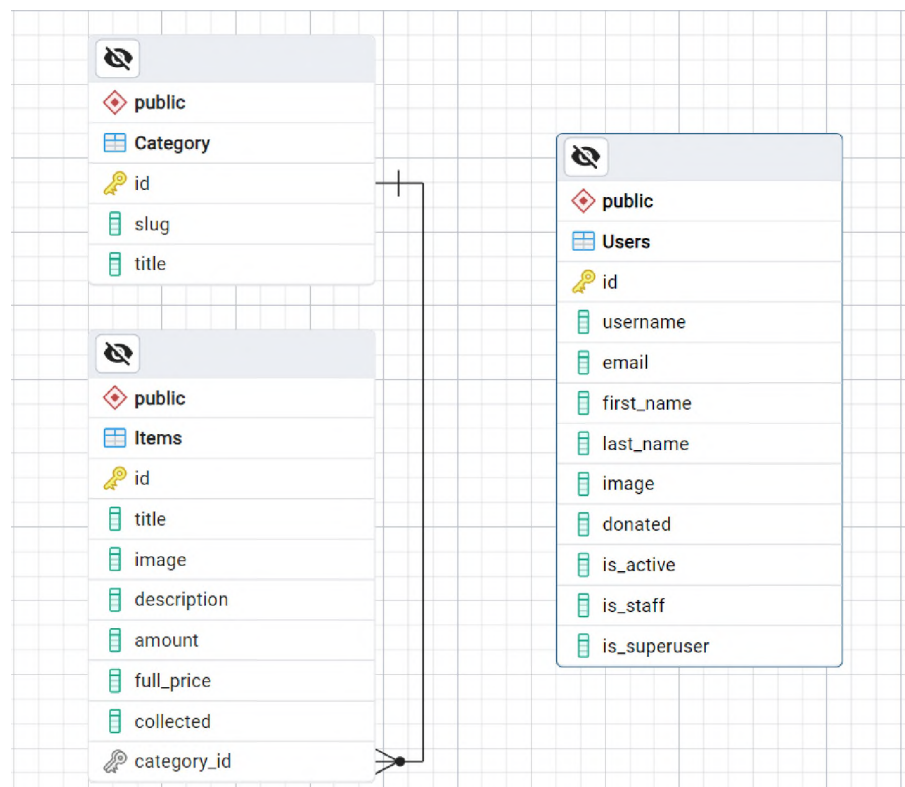 public
Category
id
slug
title
public
Items
id
title
image
description
amount
full_price
collected
category_id
public
Users
id
username
email
first_name
last_name
image
donated
is_active
is_staff
is_superuser